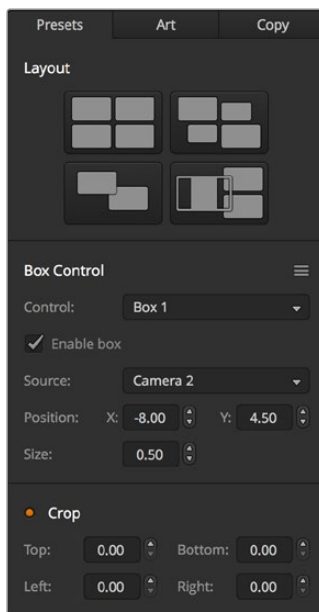 Presets Art Copy
Layout
Box Control
Control: Box 1
Enable box
Source: Camera 2
Position: X: -8.00 Y: 4.50
Size: 0.50
Crop
Top: 0.00 Bottom: 0.00
Left: 0.00 Right: 0.00